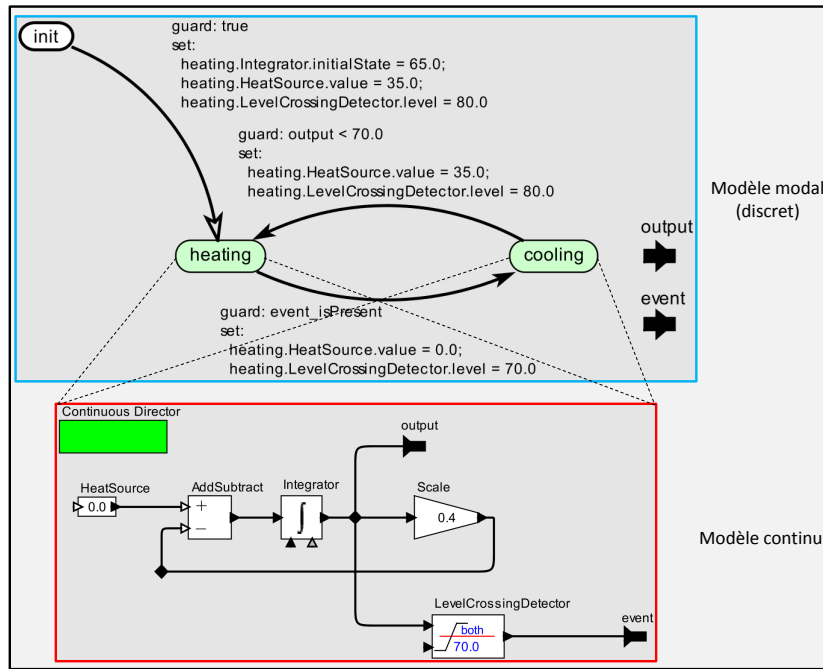 init
guard: true
set:
heating.Integrator.initialState = 65.0;
heating.HeatSource.value = 35.0;
heating.LevelCrossingDetector.level = 80.0
guard: output < 70.0
set:
heating.HeatSource.value = 35.0;
heating.LevelCrossingDetector.level = 80.0
Modèle modal
(discret)
output
heating
cooling
event
guard: event_isPresent
set:
heating.HeatSource.value = 0.0;
heating.LevelCrossingDetector.level = 70.0
Continuous Director
output
HeatSource
AddSubtract
Integrator
Scale
0.0
+
−
∫
0.4
Modèle continu
LevelCrossingDetector
event
both
70.0